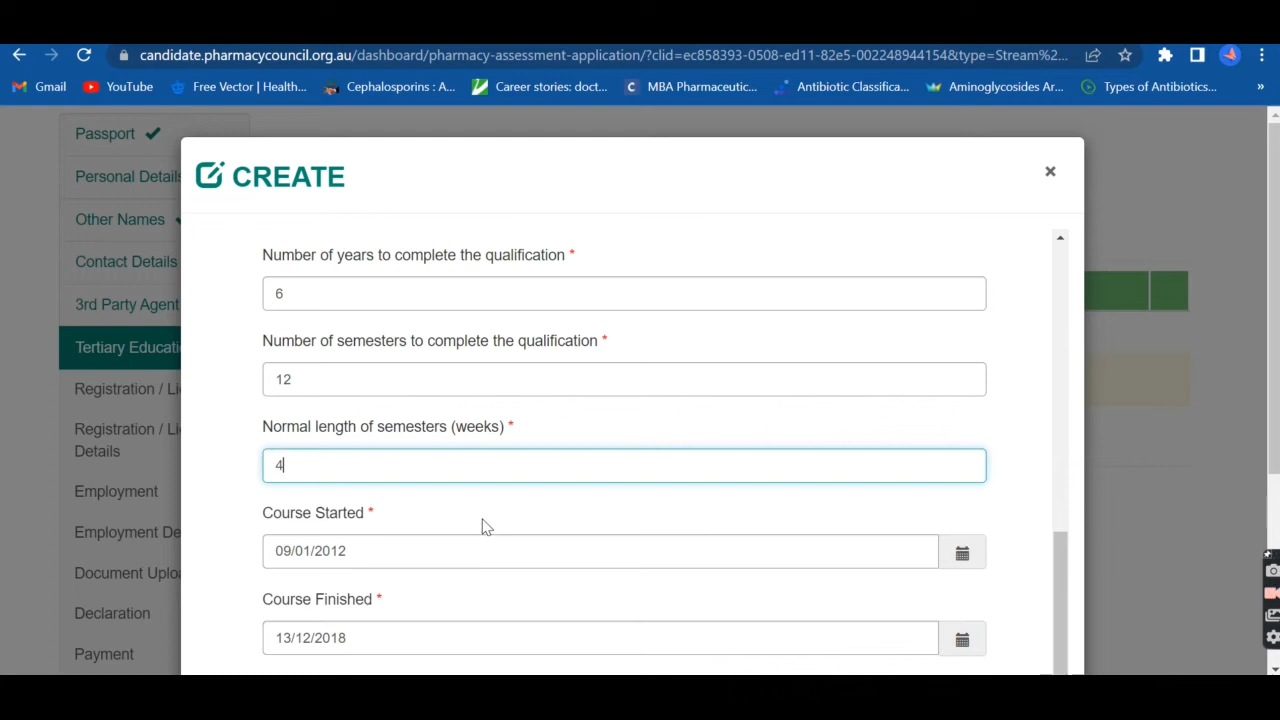 candidate.pharmacycouncil.org.au/dashboard/pharmacy-assessment-application/?clid=ec858393-0508-ed11-82e5-002248944154&type=Stream%2...
Gmail YouTube Free Vector | Health... Cephalosporins : A... Career stories: doct... MBA Pharmaceutic... Antibiotic Classifica... Aminoglycosides Ar... Types of Antibiotics... »
Passport
Personal Details
Other Names
Contact Details
3rd Party Agent
Tertiary Educati
Registration / Li
Registration / Li
Details
Employment
Employment De
Document Uplo
Declaration
Payment
CREATE ×
Number of years to complete the qualification *
6
Number of semesters to complete the qualification *
12
Normal length of semesters (weeks) *
4
Course Started *
09/01/2012
Course Finished *
13/12/2018